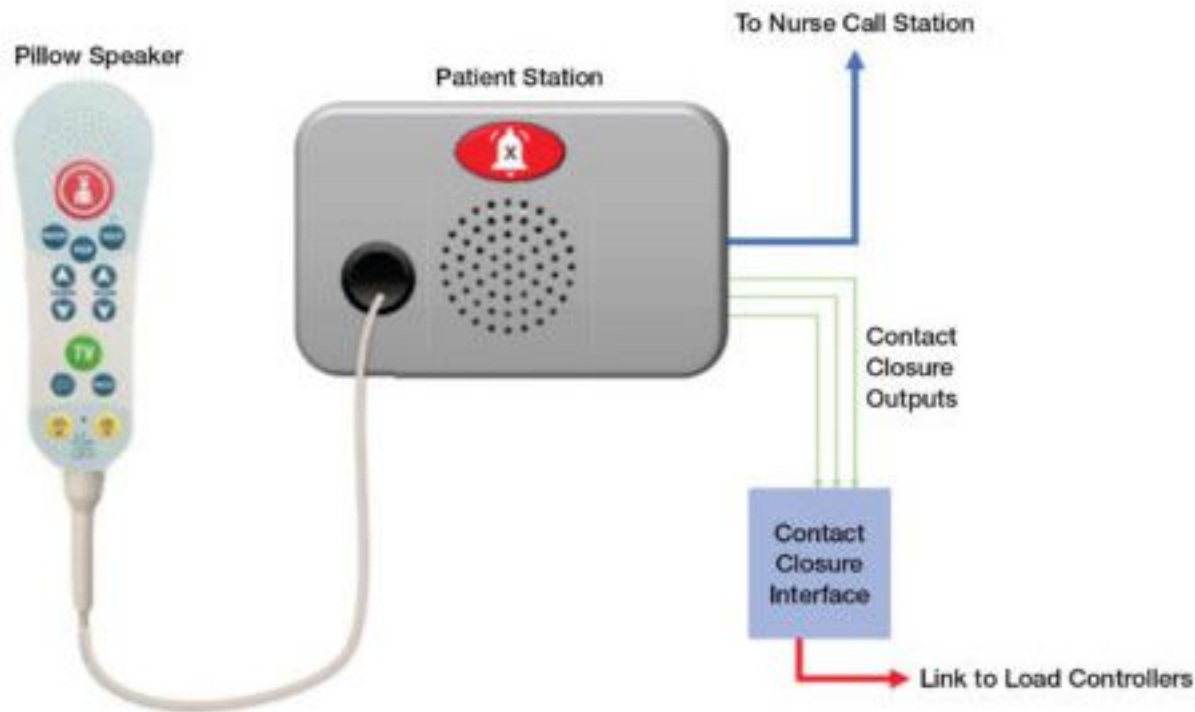 To Nurse Call Station
Pillow Speaker
Patient Station
X
TV
Contact
Closure
Outputs
Contact
Closure
Interface
Link to Load Controllers